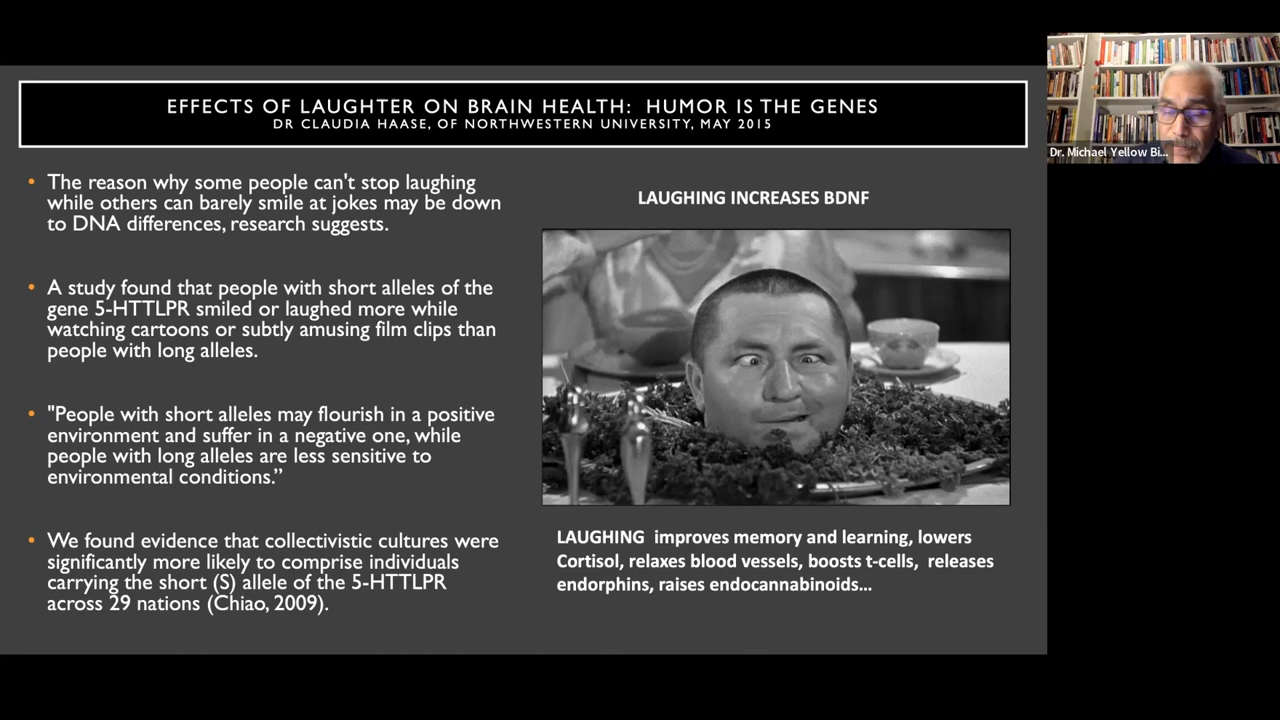 EFFECTS OF LAUGHTER ON BRAIN HEALTH: HUMOR IS THE GENES
DR CLAUDIA HAASE, OF NORTHWESTERN UNIVERSITY, MAY 2015
• The reason why some people can't stop laughing
while others can barely smile at jokes may be down
to DNA differences, research suggests.
• A study found that people with short alleles of the
gene 5-HTTLPR smiled or laughed more while
watching cartoons or subtly amusing film clips than
people with long alleles.
• "People with short alleles may flourish in a positive
environment and suffer in a negative one, while
people with long alleles are less sensitive to
environmental conditions.”
• We found evidence that collectivistic cultures were
significantly more likely to comprise individuals
carrying the short (S) allele of the 5-HTTLPR
across 29 nations (Chiao, 2009).
LAUGHING INCREASES BDNF
LAUGHING improves memory and learning, lowers
Cortisol, relaxes blood vessels, boosts t-cells, releases
endorphins, raises endocannabinoids...
Dr. Michael Yellow Bi...